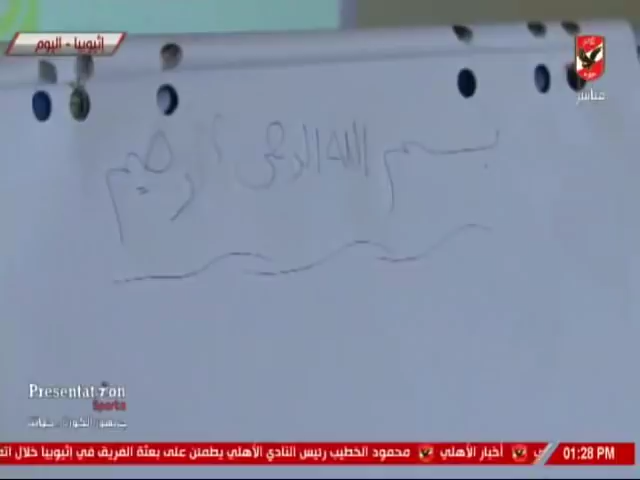 إثيوبيا - اليوم
مباشر
بسم الله الرحمن الرحيم
Presentation
Sports
أخبار الأهلي محمود الخطيب رئيس النادي الأهلي يطمئن على بعثة الفريق في إثيوبيا خلال
01:28 PM